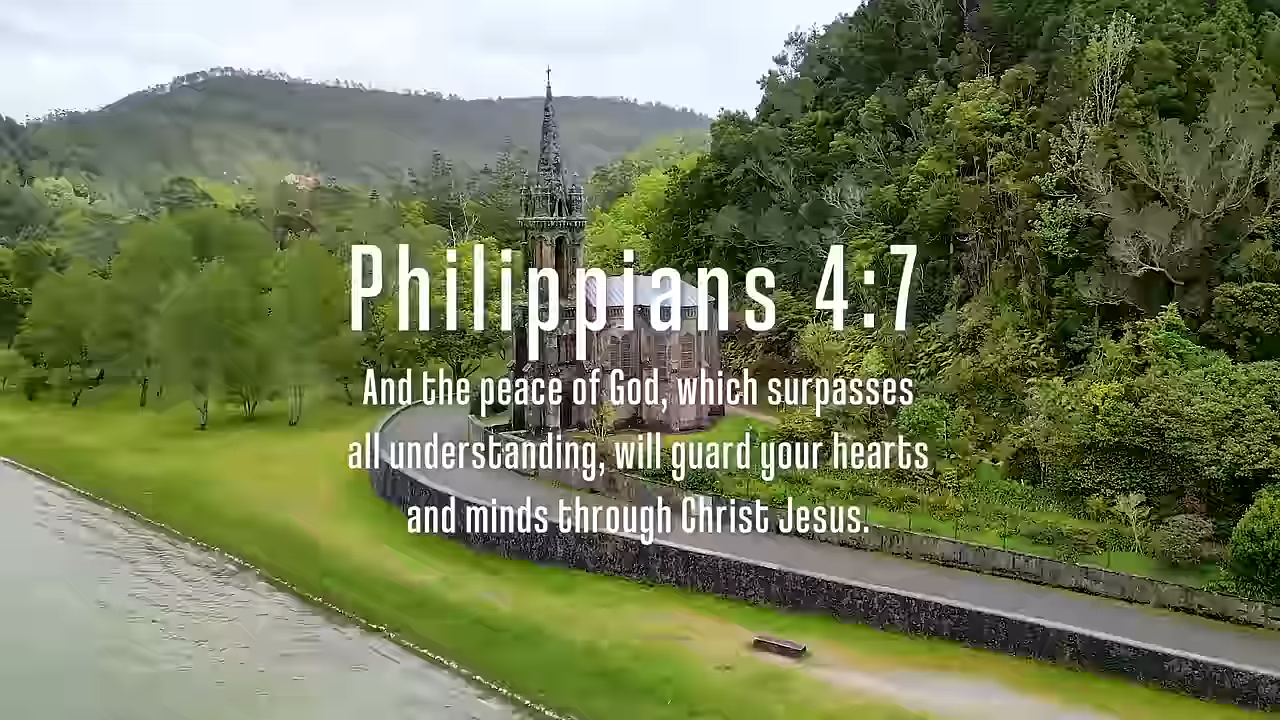 Philippians 4:7
And the peace of God, which surpasses
all understanding, will guard your hearts
and minds through Christ Jesus.